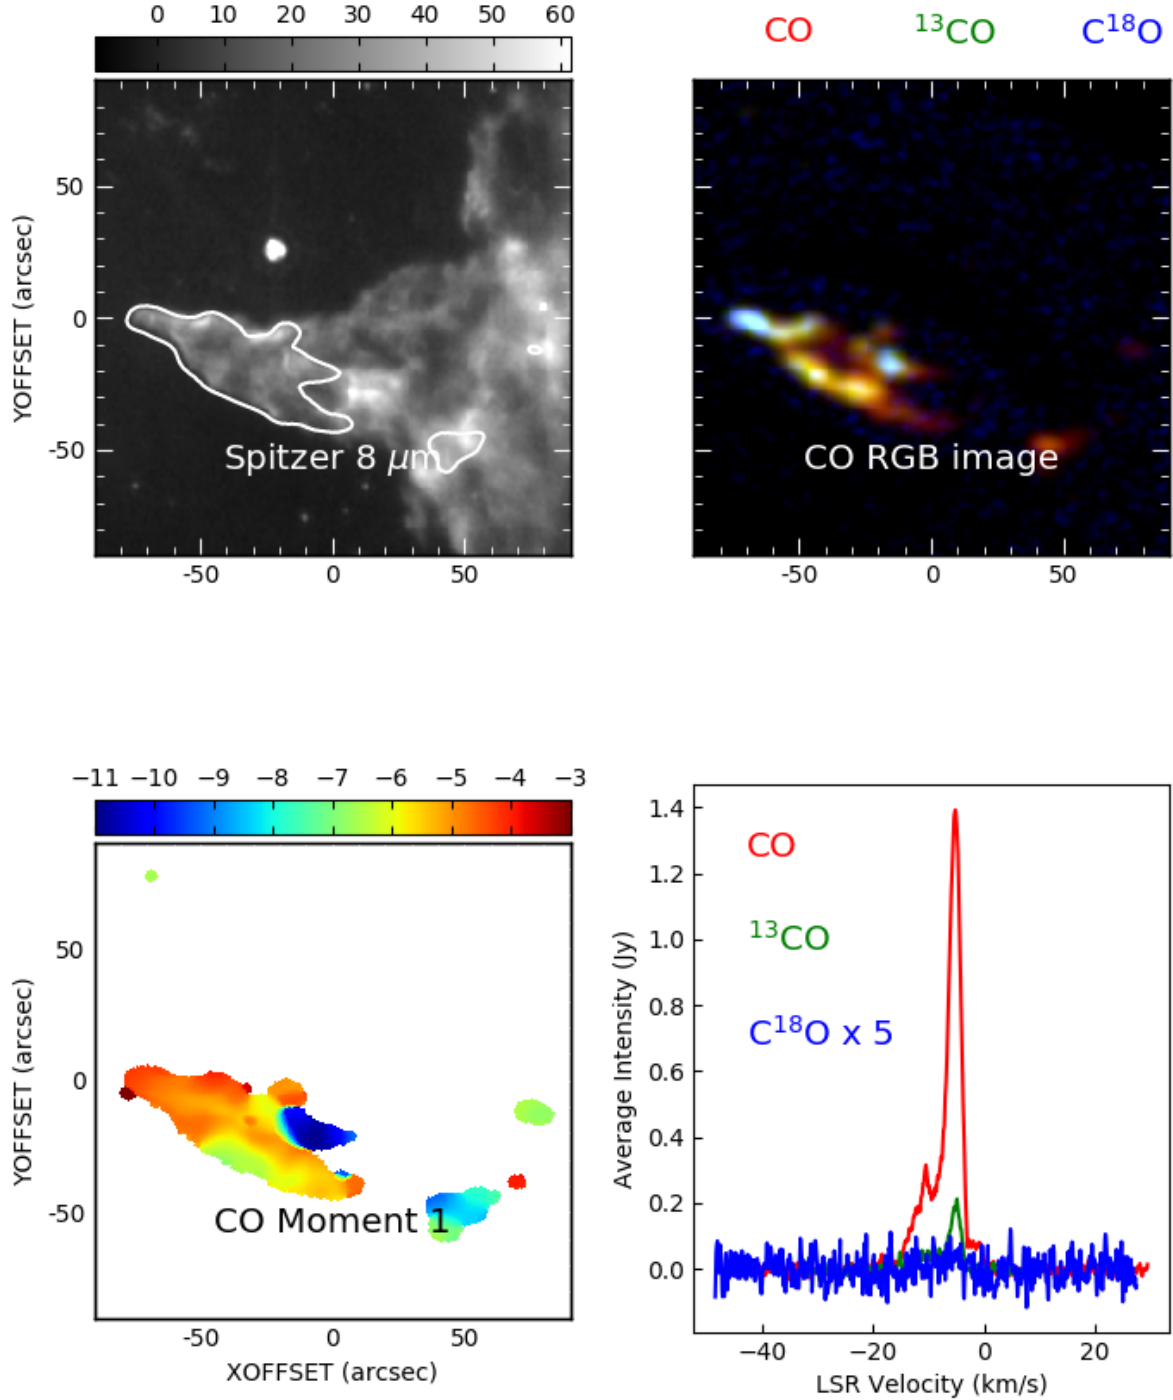 0 10 20 30 40 50 60
YOFFSET (arcsec)
50
0
-50
Spitzer 8 μm
-50 0 50
CO 13CO C18O
CO RGB image
-50 0 50
−11 −10 −9 −8 −7 −6 −5 −4 −3
YOFFSET (arcsec)
50
0
-50
CO Moment 1
-50 0 50
XOFFSET (arcsec)
Average Intensity (Jy)
1.4
1.2
1.0
0.8
0.6
0.4
0.2
0.0
CO
13CO
C18O x 5
−40 −20 0 20
LSR Velocity (km/s)